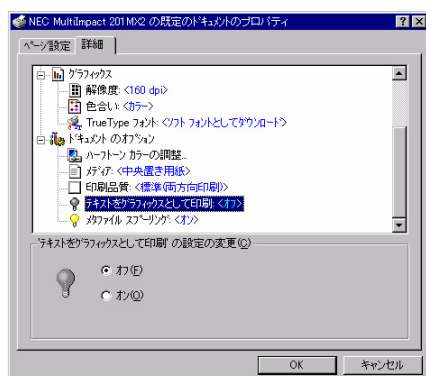 NEC MultiImpact 201MX2 の既定のドキュメントのプロパティ
ページ設定 詳細
グラフィックス
解像度: <160 dpi>
色合い: <カラー>
TrueType フォント: <ソフト フォントとしてダウンロード>
ドキュメント のオプション
ハーフトーン カラーの調整...
メディア: <中央置き用紙>
印刷品質: <標準(両方向印刷)>
テキストをグラフィックスとして印刷: <オフ>
メタファイル スプーリング: <オン>
'テキストをグラフィックスとして印刷' の設定の変更(C)
オフ(F)
オン(O)
OK キャンセル